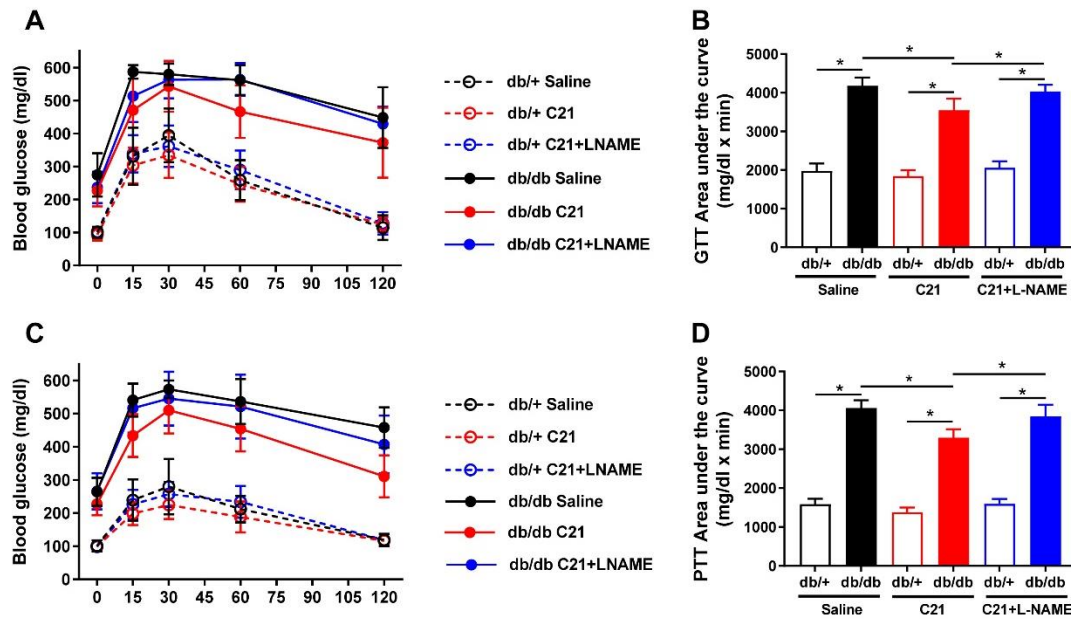 A
Blood glucose (mg/dl)
600
500
400
300
200
100
0
0 15 30 45 60 75 90 105 120
db/+ Saline
db/+ C21
db/+ C21+LNAME
db/db Saline
db/db C21
db/db C21+LNAME
B
GTT Area under the curve
(mg/dl x min)
5000
4000
3000
2000
1000
0
* * * * *
db/+ db/db db/+ db/db db/+ db/db
Saline C21 C21+L-NAME
C
Blood glucose (mg/dl)
600
500
400
300
200
100
0
0 15 30 45 60 75 90 105 120
db/+ Saline
db/+ C21
db/+ C21+LNAME
db/db Saline
db/db C21
db/db C21+LNAME
D
PTT Area under the curve
(mg/dl x min)
5000
4000
3000
2000
1000
0
* * * * *
db/+ db/db db/+ db/db db/+ db/db
Saline C21 C21+L-NAME